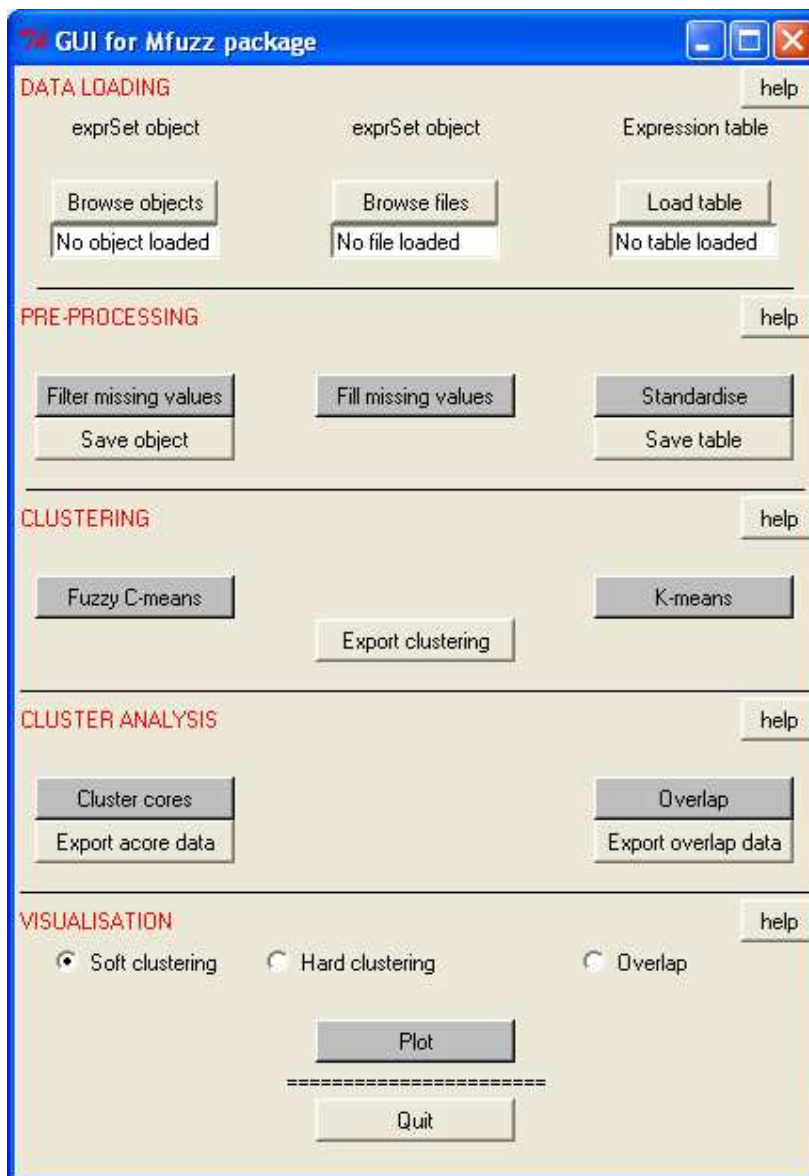 GUI for Mfuzz package
DATA LOADING help
exprSet object exprSet object Expression table
Browse objects Browse files Load table
No object loaded No file loaded No table loaded
PRE-PROCESSING help
Filter missing values Fill missing values Standardise
Save object Save table
CLUSTERING help
Fuzzy C-means K-means
Export clustering
CLUSTER ANALYSIS help
Cluster cores Overlap
Export acore data Export overlap data
VISUALISATION help
Soft clustering Hard clustering Overlap
Plot
=======================
Quit